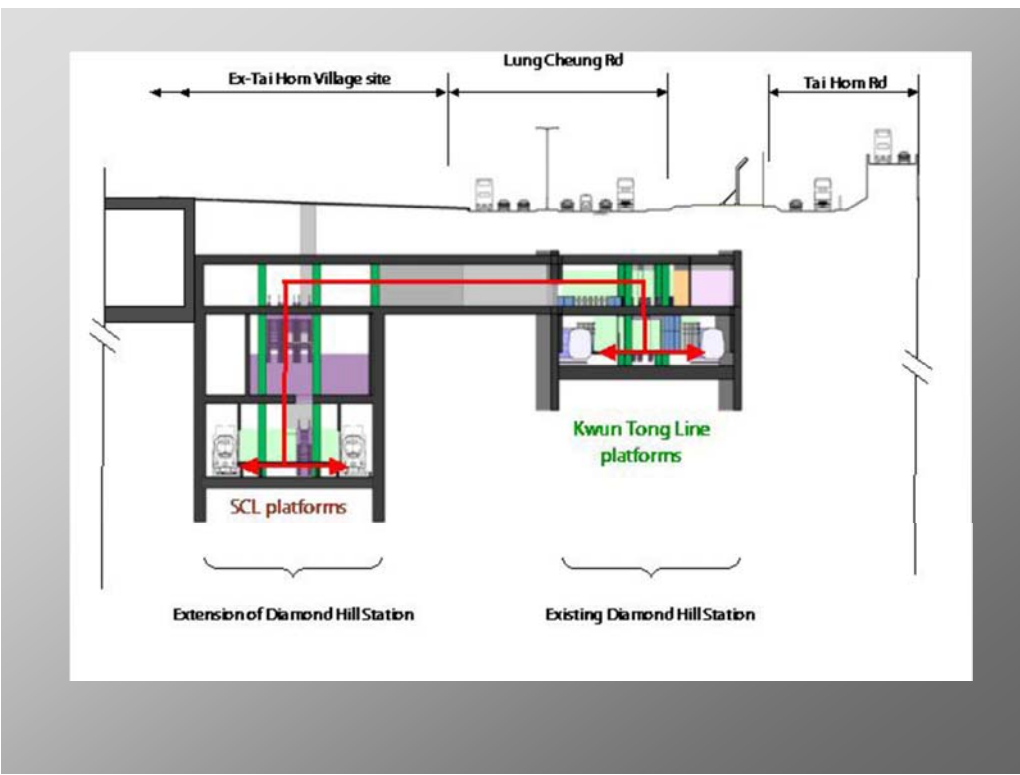 Lung Cheung Rd
Ex-Tai Hom Village site
Tai Hom Rd
Kwun Tong Line
platforms
SCL platforms
Extension of Diamond Hill Station
Existing Diamond Hill Station